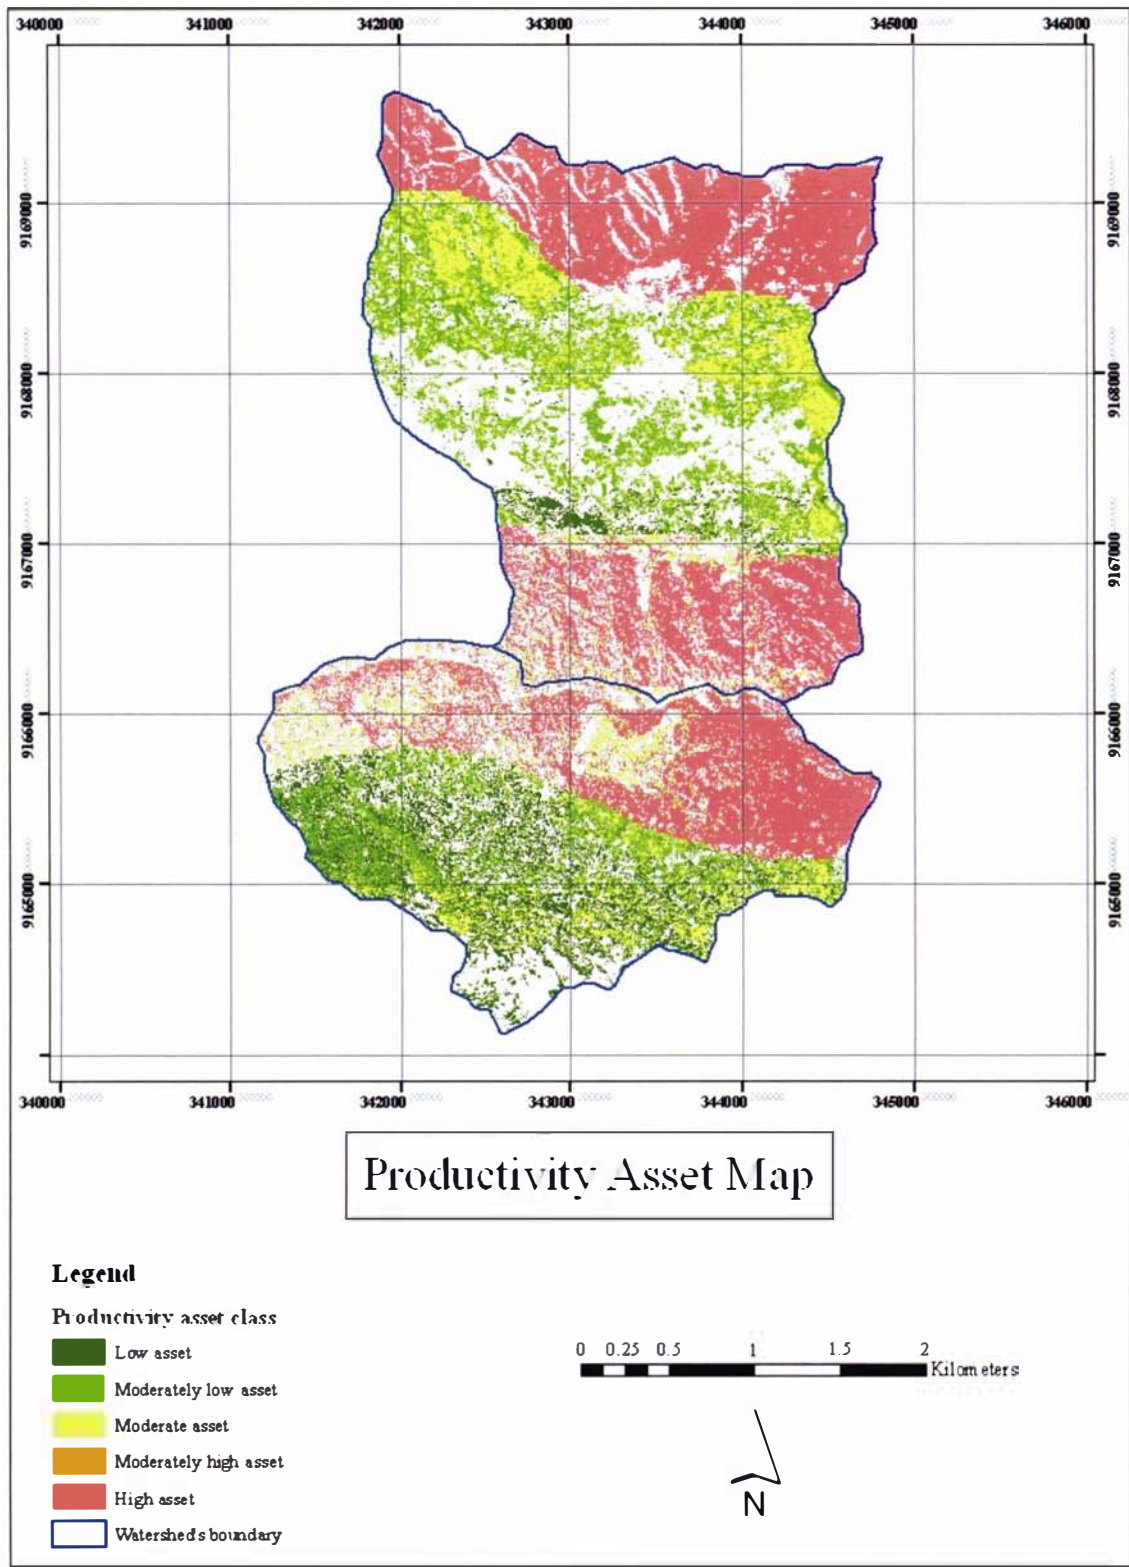 340000 341000 342000 343000 344000 345000 346000
9169000 9169000
9168000 9168000
9167000 9167000
9166000 9166000
9165000 9165000
340000 341000 342000 343000 344000 345000 346000
Productivity Asset Map
Legend
Productivity asset class
Low asset
Moderately low asset
Moderate asset
Moderately high asset
High asset
Watershed's boundary
0 0.25 0.5 1 1.5 2
Kilometers
N